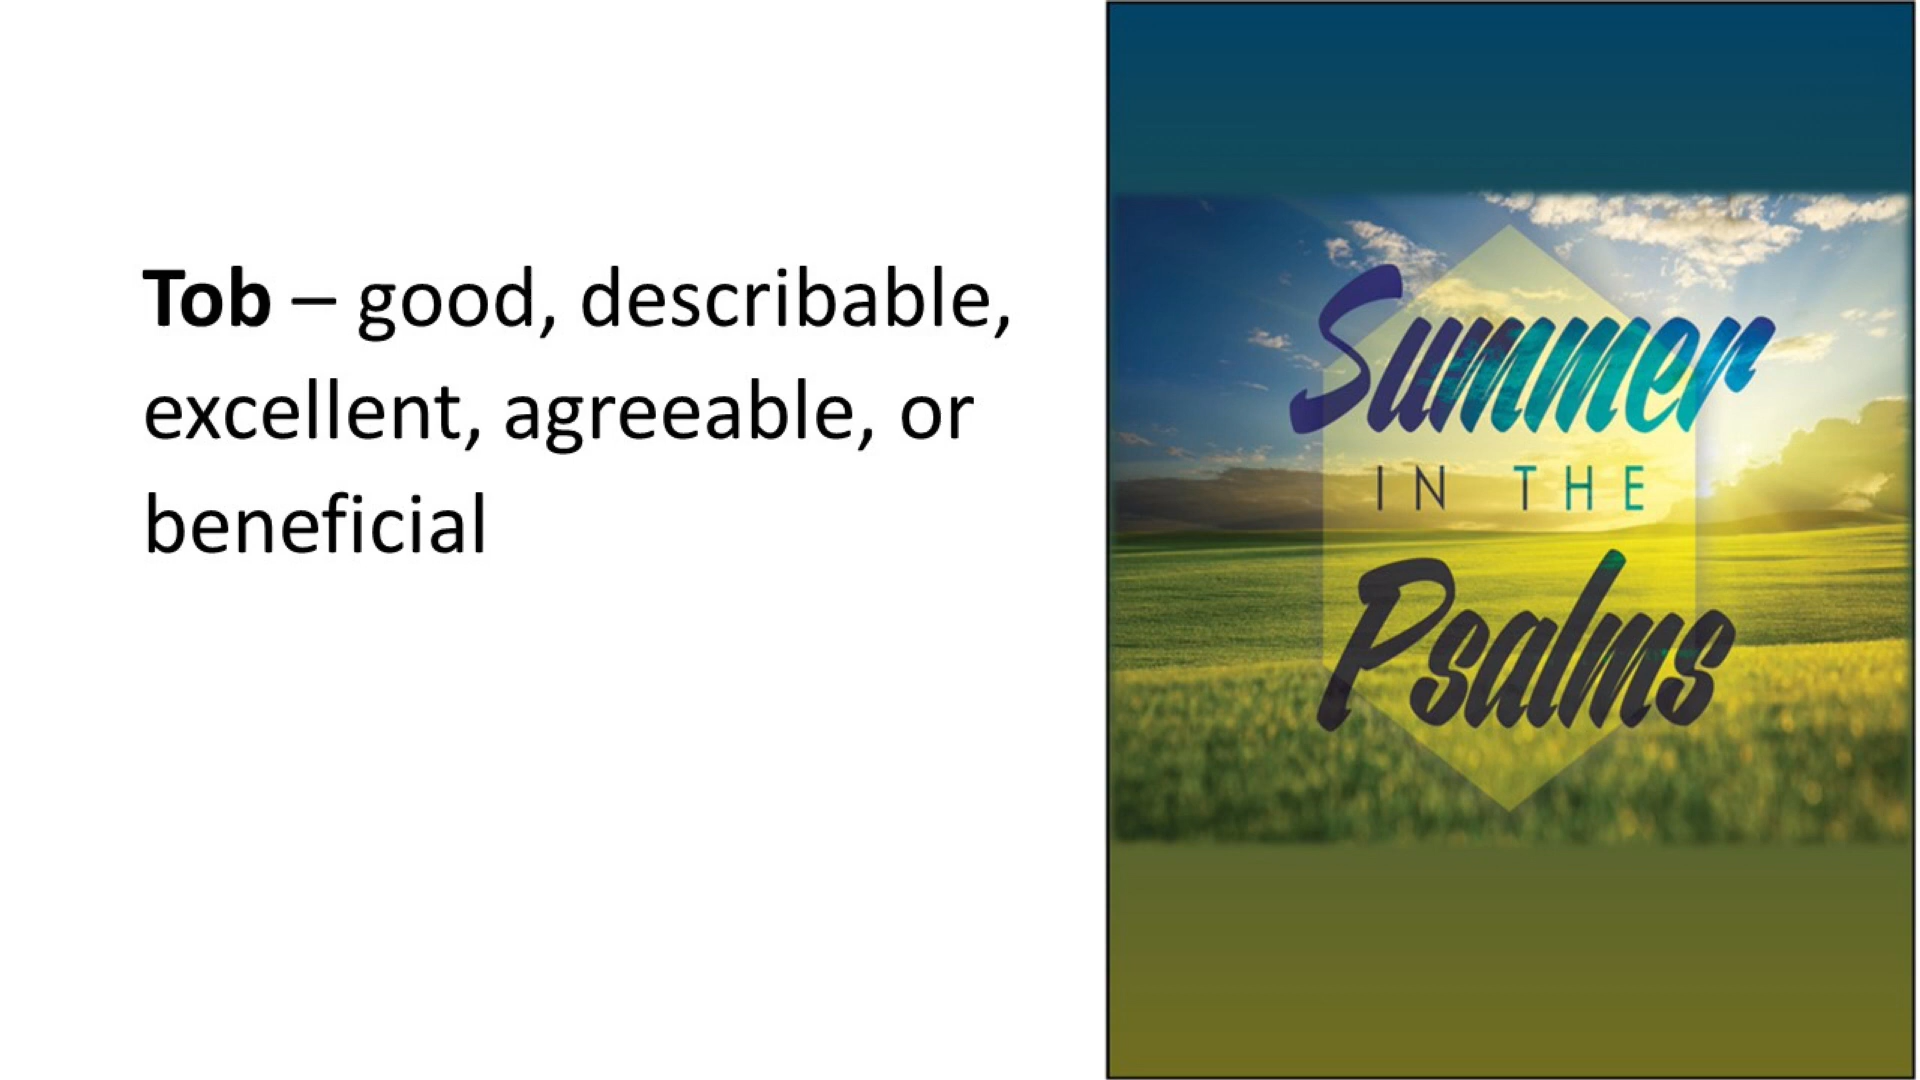 Tob – good, describable,
excellent, agreeable, or
beneficial
Summer
IN THE
Psalms